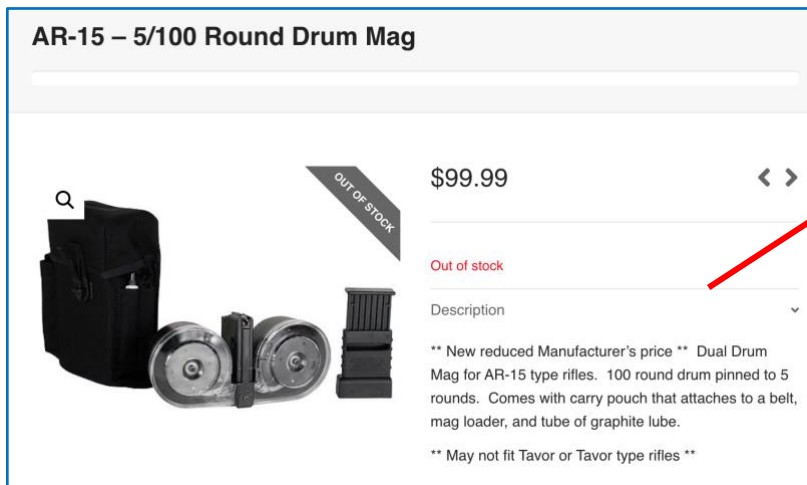 AR-15 – 5/100 Round Drum Mag
OUT OF STOCK
$99.99
Out of stock
Description
** New reduced Manufacturer's price **  Dual Drum
Mag for AR-15 type rifles.  100 round drum pinned to 5
rounds.  Comes with carry pouch that attaches to a belt,
mag loader, and tube of graphite lube.
** May not fit Tavor or Tavor type rifles **